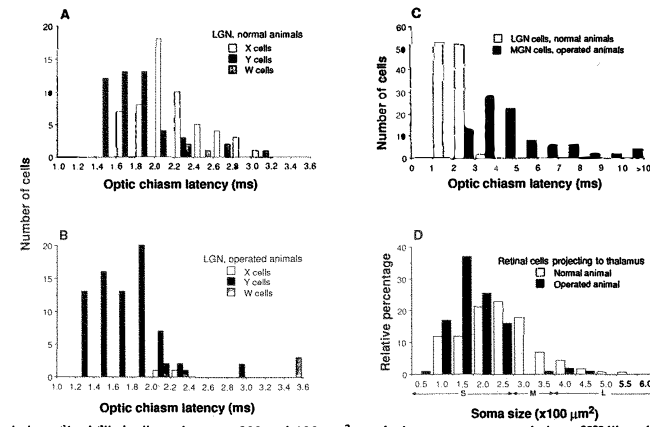 A
LGN, normal animals
X cells
Y cells
W cells
20
15
10
5
0
1.0 1.2 1.4 1.6 1.8 2.0 2.2 2.4 2.6 2.8 3.0 3.2 3.4 3.6
Optic chiasm latency (ms)
C
LGN cells, normal animals
MGN cells, operated animals
Number of cells
60
50
40
30
20
10
0
0 1 2 3 4 5 6 7 8 9 10 >10
Optic chiasm latency (ms)
Number of cells
B
LGN, operated animals
X cells
Y cells
W cells
20
15
10
5
0
1.0 1.2 1.4 1.6 1.8 2.0 2.2 2.4 2.6 2.8 3.0 3.2 3.4 3.6
Optic chiasm latency (ms)
D
Retinal cells projecting to thalamus
Normal animal
Operated animal
Relative percentage
40
30
20
10
0
0.5 1.0 1.5 2.0 2.5 3.0 3.5 4.0 4.5 5.0 5.5 6.0
S M L
Soma size (x100 μm²)